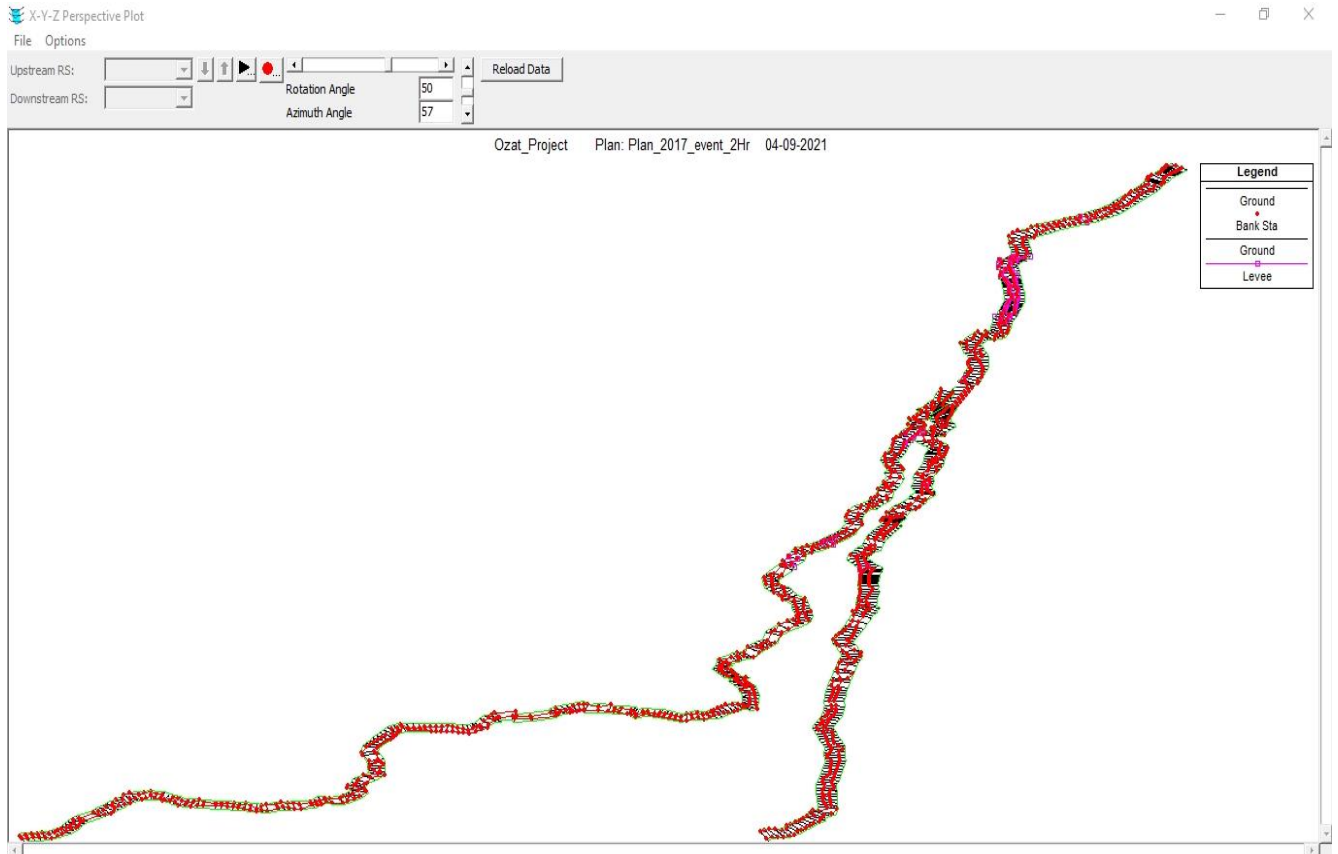 X-Y-Z Perspective Plot
File Options
Upstream RS:
Downstream RS:
Rotation Angle 50
Azimuth Angle 57
Reload Data
Ozat_Project Plan: Plan_2017_event_2Hr 04-09-2021
Legend
Ground
Bank Sta
Ground
Levee